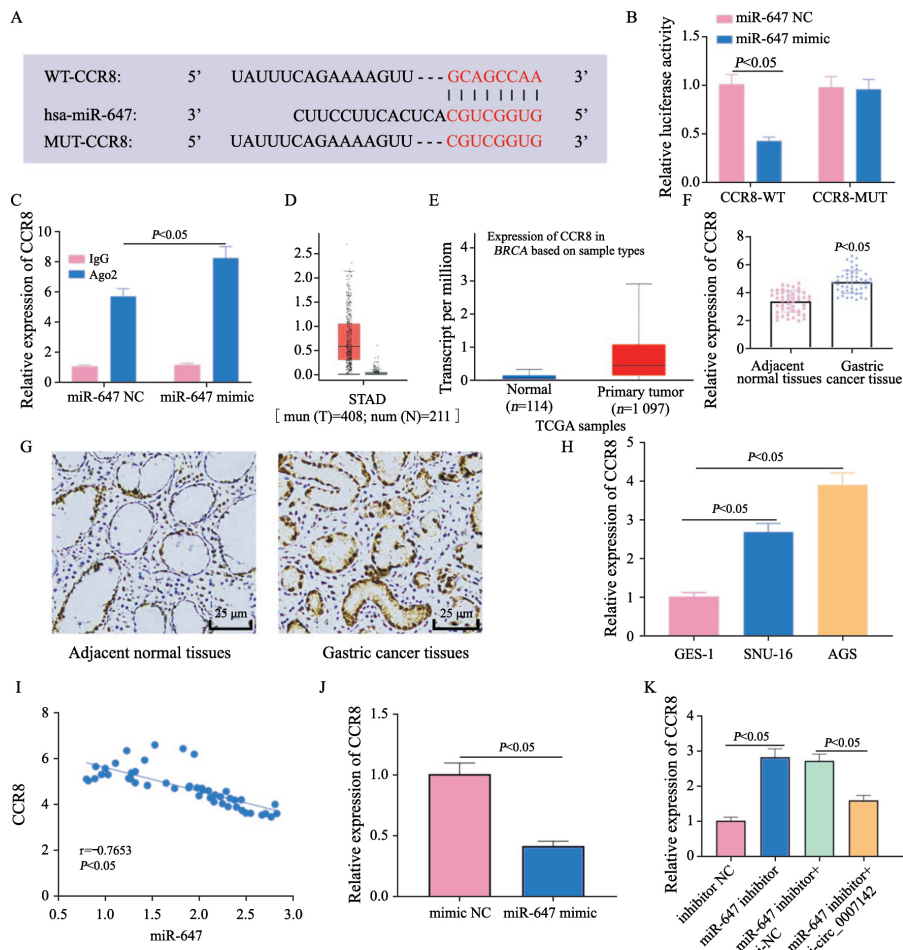 A
WT-CCR8: 5’ UAUUUCAGAAAAGUU ---GCAGCCAA 3’
hsa-miR-647: 3’ CUUCCUUCACUCACGUCGGUG 5’
MUT-CCR8: 5’ UAUUUCAGAAAAGUU ---CGUCGGUG 3’
B
miR-647 NC
miR-647 mimic
P<0.05
Relative luciferase activity
1.5
1.0
0.5
0.0
CCR8-WT CCR8-MUT
C
Relative expression of CCR8
10
8
6
4
2
0
IgG
Ago2
P<0.05
miR-647 NC miR-647 mimic
D
2.5
2.0
1.5
1.0
0.5
0.0
STAD
[ mun (T)=408; num (N)=211 ]
E
Expression of CCR8 in
BRCA based on sample types
Transcript per million
4
2
0
Normal
(n=114)
Primary tumor
(n=1 097)
TCGA samples
F
Relative expression of CCR8
8
6
4
2
0
P<0.05
Adjacent
normal tissues
Gastric
cancer tissue
G
25 μm
25 μm
Adjacent normal tissues Gastric cancer tissues
H
Relative expression of CCR8
5
4
3
2
1
0
P<0.05
P<0.05
GES-1 SNU-16 AGS
I
CCR8
8
6
4
2
0
r=−0.7653
P<0.05
0.5 1.0 1.5 2.0 2.5 3.0
miR-647
J
Relative expression of CCR8
1.5
1.0
0.5
0.0
P<0.05
mimic NC miR-647 mimic
K
Relative expression of CCR8
4
3
2
1
0
P<0.05 P<0.05
inhibitor NC
miR-647 inhibitor
miR-647 inhibitor+
i-NC
miR-647 inhibitor+
i-circ_0007142